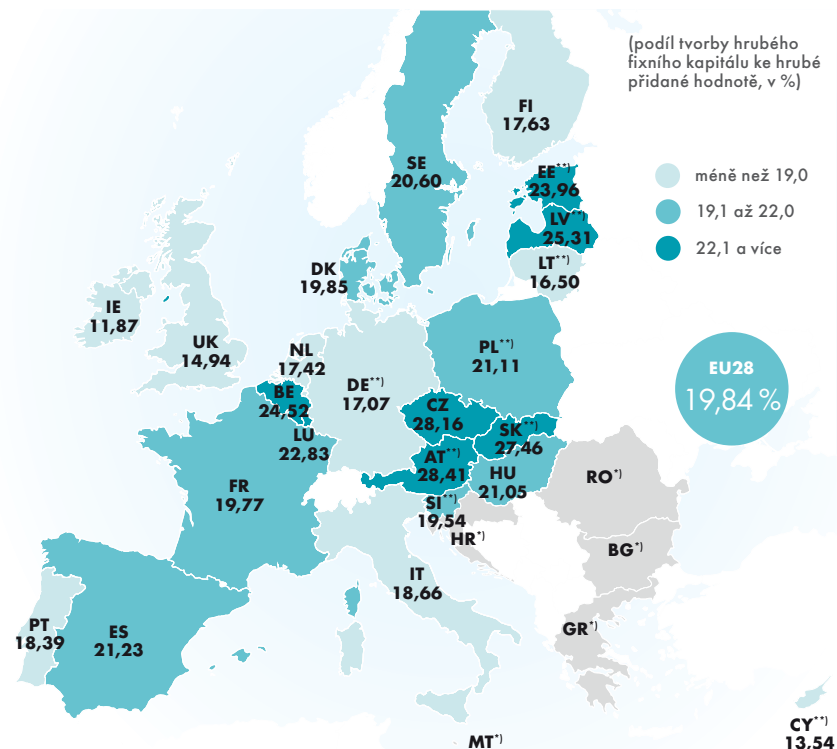 (podíl tvorby hrubého
fixního kapitálu ke hrubé
přidané hodnotě, v %)
méně než 19,0
19,1 až 22,0
22,1 a více
FI
17,63
SE
20,60
EE**)
23,96
LV**)
25,31
LT**)
16,50
DK
19,85
IE
11,87
UK
14,94
NL
17,42
DE**)
17,07
PL**)
21,11
EU28
19,84 %
BE
24,52
LU
22,83
CZ
28,16
SK**)
27,46
AT**)
28,41
HU
21,05
FR
19,77
SI**)
19,54
HR*)
RO*)
BG*)
IT
18,66
GR*)
PT
18,39
ES
21,23
MT*)
CY**)
13,54